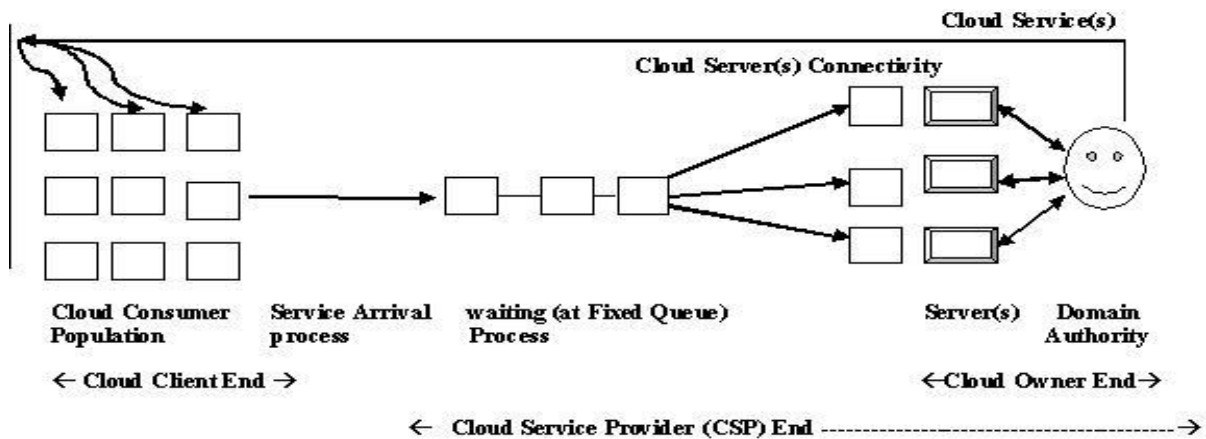 Cloud Service(s)
Cloud Server(s) Connectivity
Cloud Consumer Population
Service Arrival process
waiting (at Fixed Queue) Process
Server(s)
Domain Authority
← Cloud Client End →
←Cloud Owner End→
← Cloud Service Provider (CSP) End ------------------------------------------→